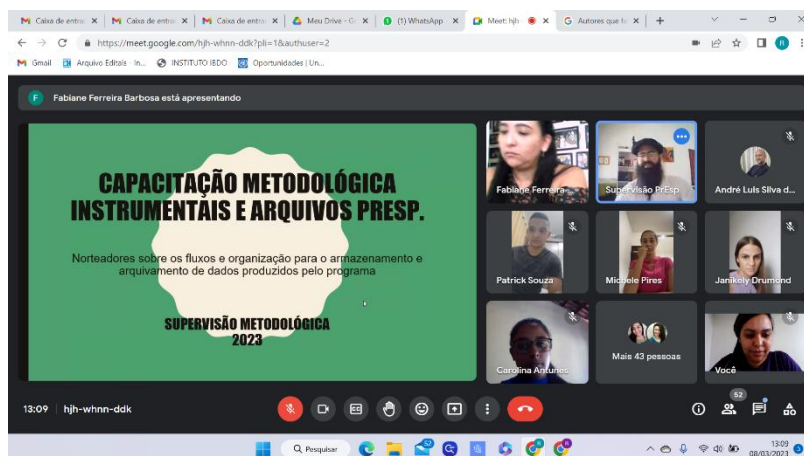 Caixa de entra
Caixa de entra
Caixa de entra
Meu Drive - G
(1) WhatsApp
Meet: hjh
Autores que f
https://meet.google.com/hjh-whnn-ddk?pli=1&authuser=2
R
Gmail
Arquivo Editais - In...
INSTITUTO IBDO
Oportunidades | Un...
F
Fabiane Ferreira Barbosa está apresentando
CAPACITAÇÃO METODOLÓGICA
INSTRUMENTAIS E ARQUIVOS PRESP.
Norteadores sobre os fluxos e organização para o armazenamento e
arquivamento de dados produzidos pelo programa
SUPERVISÃO METODOLÓGICA
2023
Fabiane Ferreira
Supervisão PrEsp
André Luis Silva d...
Patrick Souza
Michele Pires
Janikely Drumond
Carolina Antunes
Mais 43 pessoas
Você
13:09
hjh-whnn-ddk
52
Pesquisar
13:09
08/03/2023